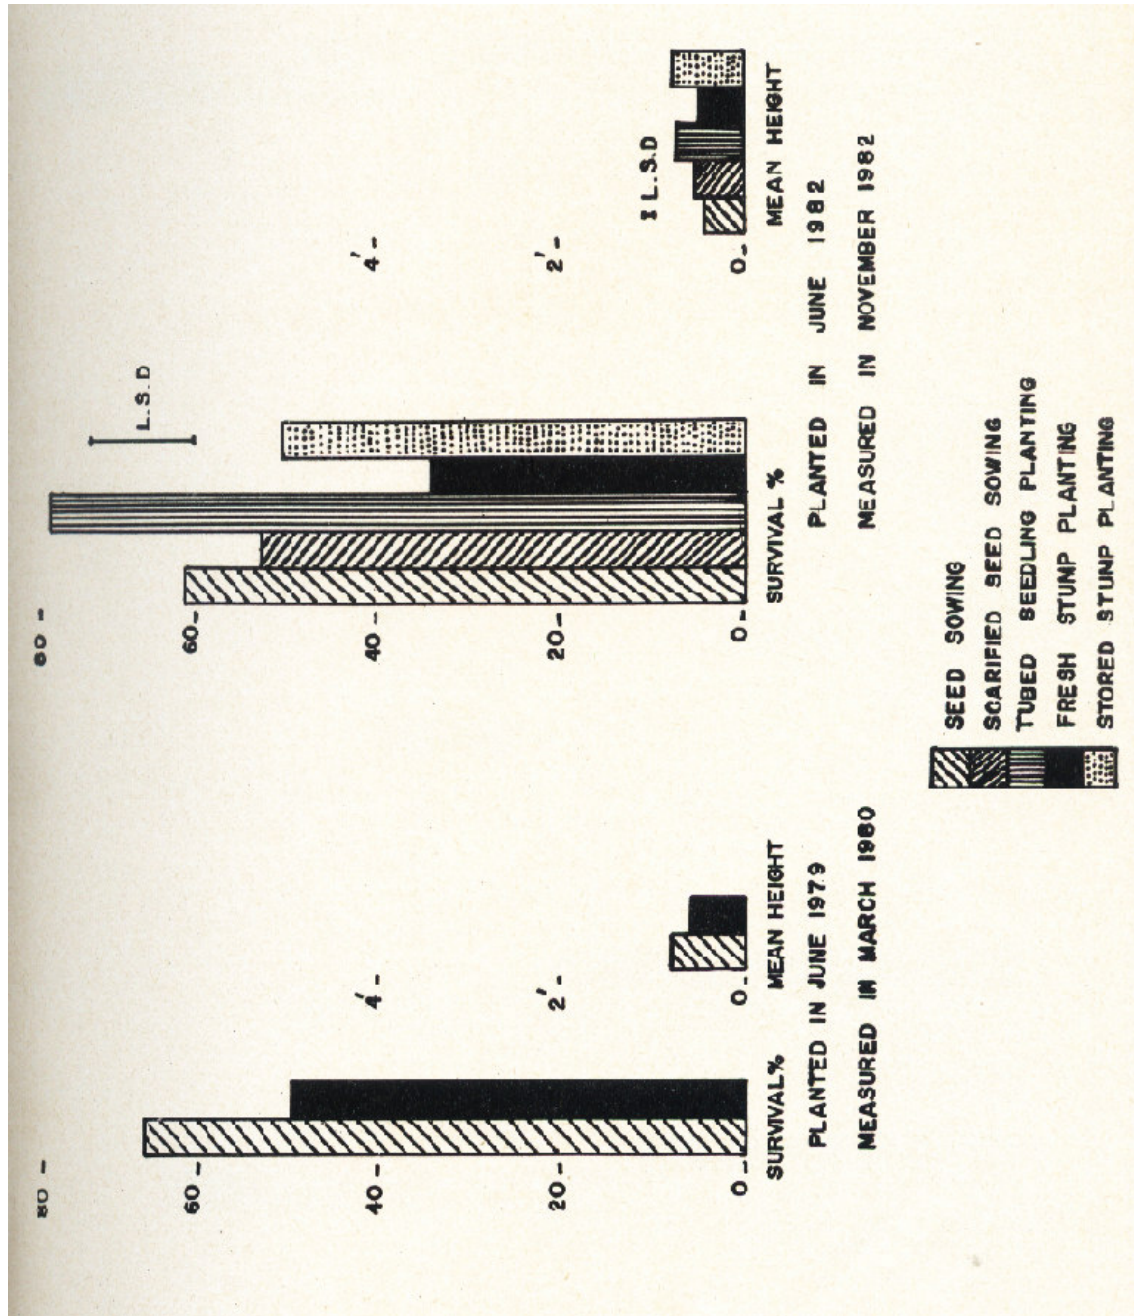 80 -
60 -
40 -
20 -
0 -
4' -
2' -
0 -
SURVIVAL %
MEAN HEIGHT
PLANTED IN JUNE 1979
MEASURED IN MARCH 1980
80 -
60 -
40 -
20 -
0 -
L.S.D
4' -
2' -
0 -
L.S.D
SURVIVAL %
MEAN HEIGHT
PLANTED IN JUNE 1982
MEASURED IN NOVEMBER 1982
SEED SOWING
SCARIFIED SEED SOWING
TUBED SEEDLING PLANTING
FRESH STUMP PLANTING
STORED STUMP PLANTING